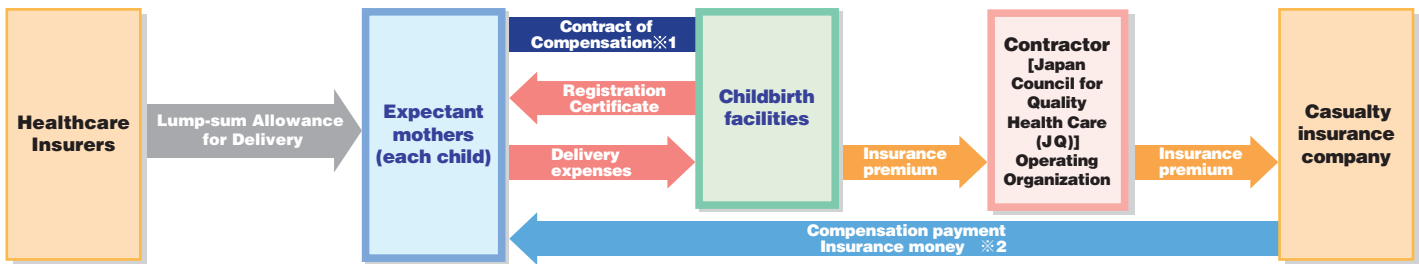 Healthcare
Insurers
Lump-sum Allowance
for Delivery
Expectant
mothers
(each child)
Contract of
Compensation※1
Registration
Certificate
Delivery
expenses
Childbirth
facilities
Insurance
premium
Contractor
[Japan
Council for
Quality
Health Care
(JQ)]
Operating
Organization
Insurance
premium
Casualty
insurance
company
Compensation payment
Insurance money ※2